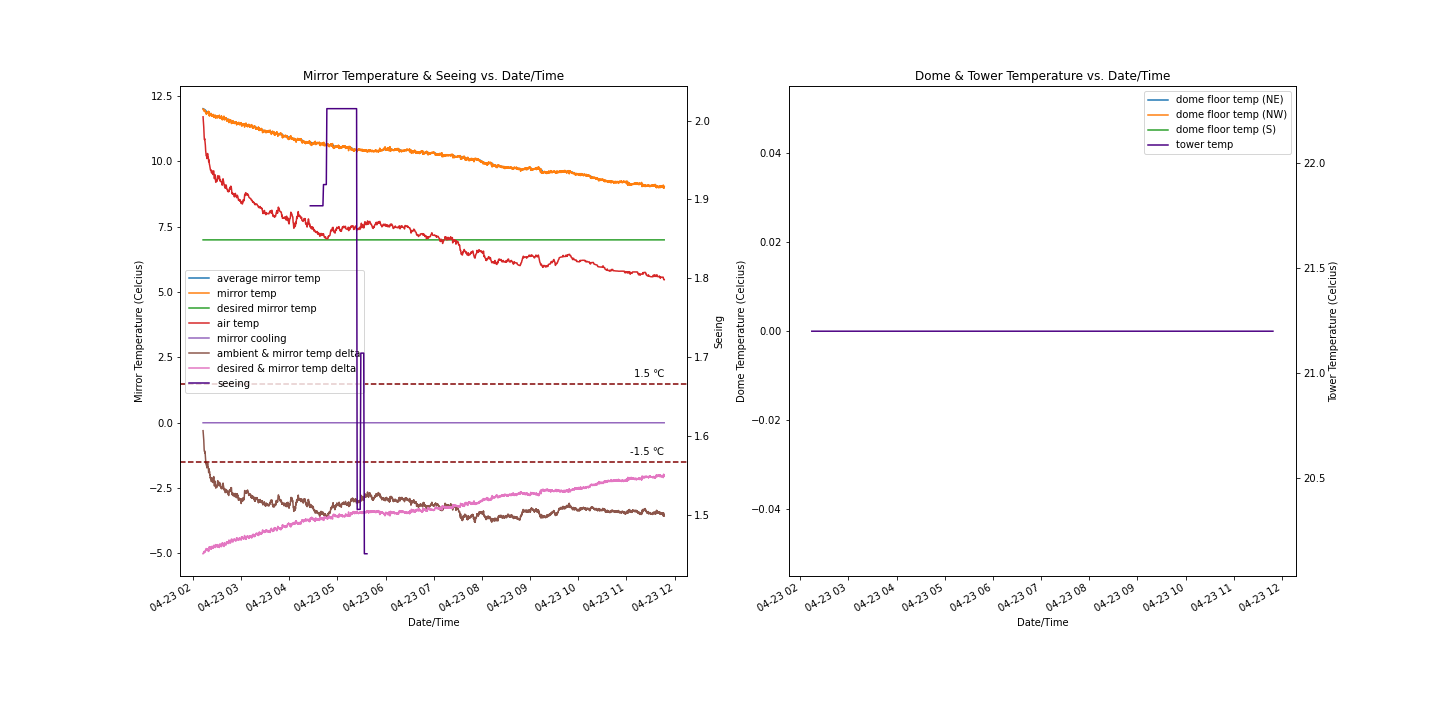 Mirror Temperature & Seeing vs. Date/Time
12.5
10.0
7.5
5.0
2.5
0.0
−2.5
−5.0
Mirror Temperature (Celcius)
average mirror temp
mirror temp
desired mirror temp
air temp
mirror cooling
ambient & mirror temp delta
desired & mirror temp delta
seeing
1.5 °C
-1.5 °C
2.0
1.9
1.8
1.7
1.6
1.5
Seeing
04-23 02
04-23 03
04-23 04
04-23 05
04-23 06
04-23 07
04-23 08
04-23 09
04-23 10
04-23 11
04-23 12
Date/Time
Dome & Tower Temperature vs. Date/Time
0.04
0.02
0.00
−0.02
−0.04
Dome Temperature (Celcius)
dome floor temp (NE)
dome floor temp (NW)
dome floor temp (S)
tower temp
22.0
21.5
21.0
20.5
Tower Temperature (Celcius)
04-23 02
04-23 03
04-23 04
04-23 05
04-23 06
04-23 07
04-23 08
04-23 09
04-23 10
04-23 11
04-23 12
Date/Time